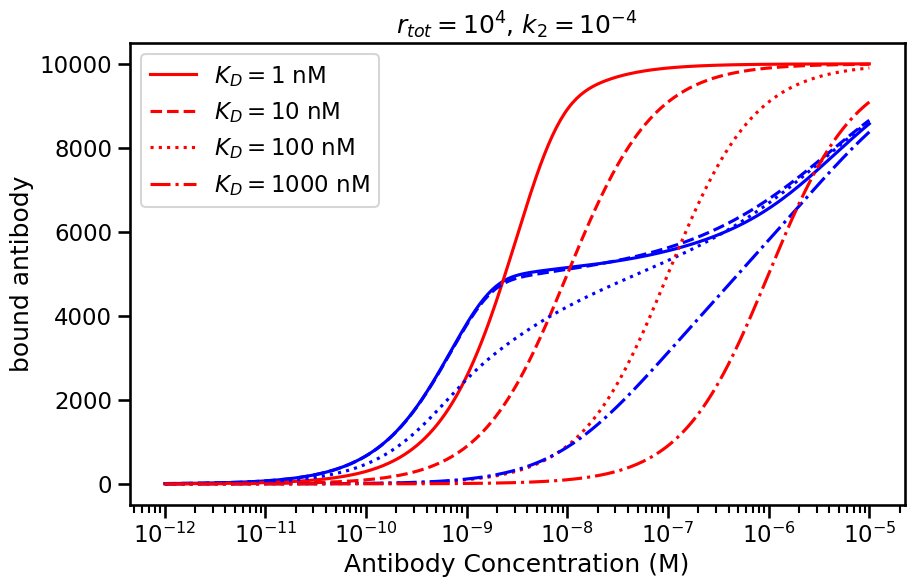 r_tot = 10^4, k_2 = 10^-4
K_D = 1 nM
K_D = 10 nM
K_D = 100 nM
K_D = 1000 nM
10000
8000
6000
4000
2000
0
bound antibody
10^-12 10^-11 10^-10 10^-9 10^-8 10^-7 10^-6 10^-5
Antibody Concentration (M)